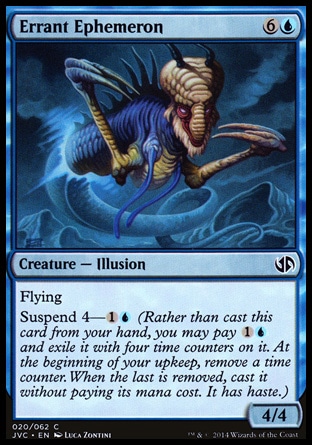 Errant Ephemeron 6
Creature — Illusion
Flying
Suspend 4—1 (Rather than cast this
card from your hand, you may pay 1
and exile it with four time counters on it. At
the beginning of your upkeep, remove a time
counter. When the last is removed, cast it
without paying its mana cost. It has haste.)
4/4
020/062 C
JVC • EN Luca Zontini ™ & © 2014 Wizards of the Coast